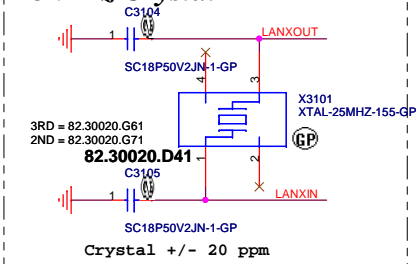 C3104
1
LANXOUT
SC18P50V2JN-1-GP
4
3
X3101
XTAL-25MHZ-155-GP
GP
3RD = 82.30020.G61
2ND = 82.30020.G71
82.30020.D41
1
2
C3105
1
LANXIN
SC18P50V2JN-1-GP
Crystal +/- 20 ppm